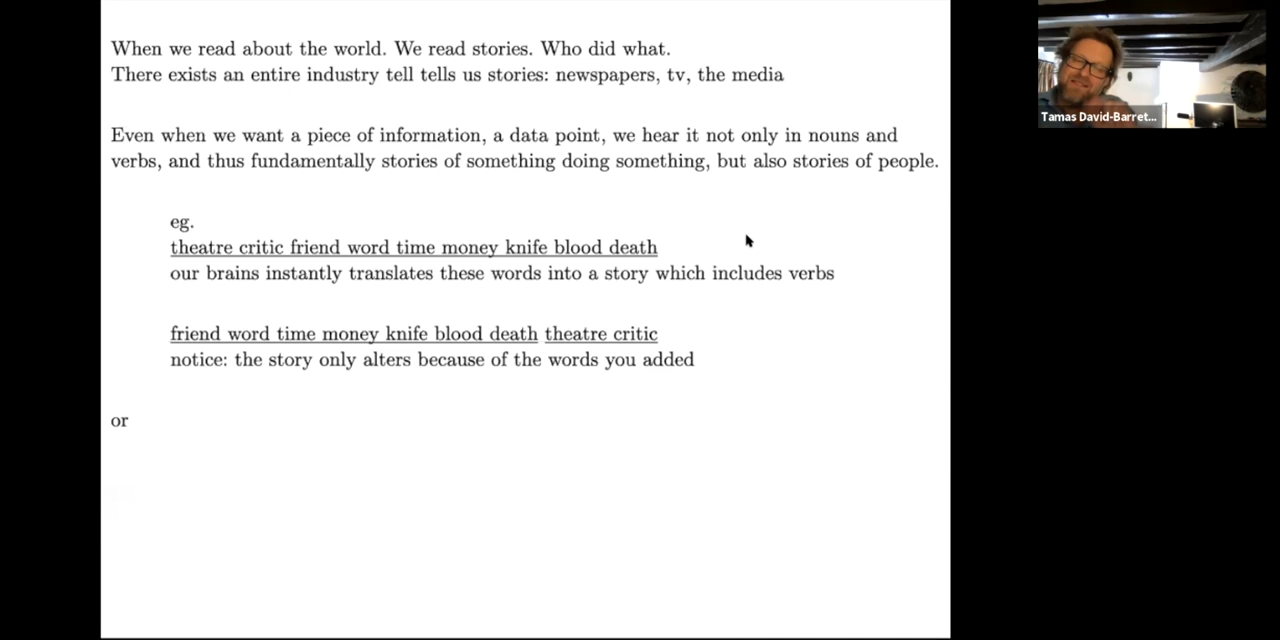 When we read about the world. We read stories. Who did what.
There exists an entire industry tell tells us stories: newspapers, tv, the media
Even when we want a piece of information, a data point, we hear it not only in nouns and
verbs, and thus fundamentally stories of something doing something, but also stories of people.
eg.
theatre critic friend word time money knife blood death
our brains instantly translates these words into a story which includes verbs
friend word time money knife blood death theatre critic
notice: the story only alters because of the words you added
or
Tamas David-Barret...